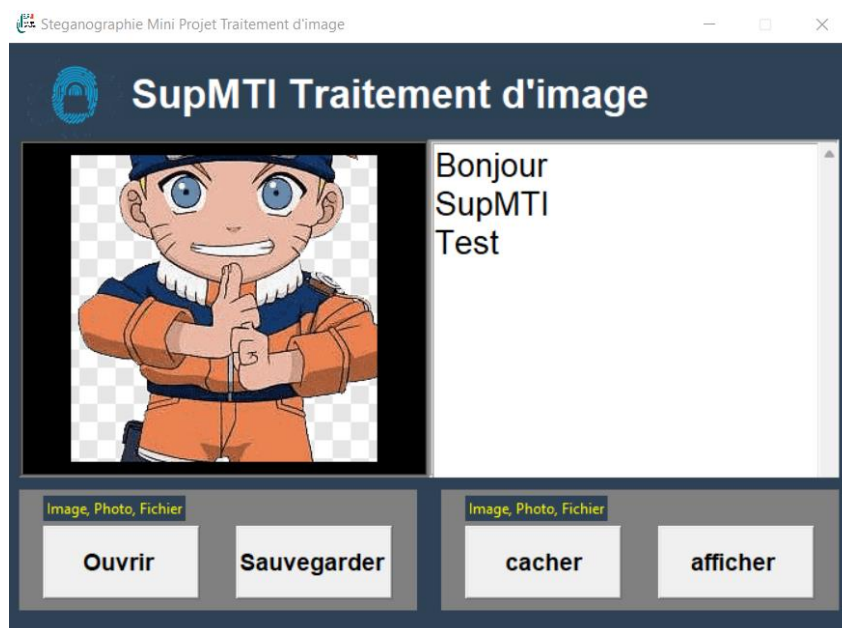 Steganographie Mini Projet Traitement d'image
SupMTI Traitement d'image
Bonjour
SupMTI
Test
Image, Photo, Fichier
Ouvrir
Sauvegarder
Image, Photo, Fichier
cacher
afficher